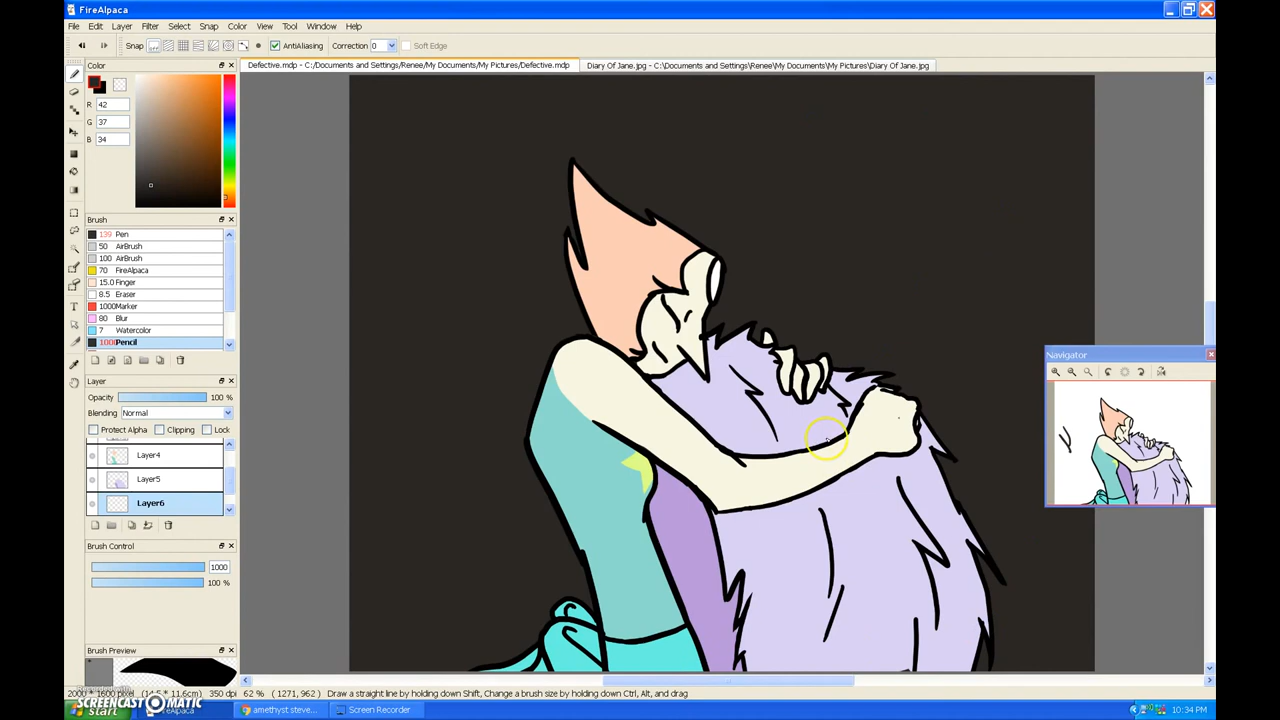 FireAlpaca
File Edit Layer Filter Select Snap Color View Tool Window Help
Snap AntiAliasing Correction 0 Soft Edge
Color
Defective.mdp - C:/Documents and Settings/Renee/My Documents/My Pictures/Defective.mdp
Diary Of Jane.jpg - C:\Documents and Settings\Renee\My Documents\My Pictures\Diary Of Jane.jpg
R 42
G 37
B 34
Brush
139 Pen
50 AirBrush
100 AirBrush
70 FireAlpaca
15.0 Finger
8.5 Eraser
1000 Marker
80 Blur
7 Watercolor
100 Pencil
Navigator
Layer
Opacity 100 %
Blending Normal
Protect Alpha Clipping Lock
Layer4
Layer5
Layer6
Brush Control
1000
100 %
Brush Preview
350 dpi 62 % (1271, 962) Draw a straight line by holding down Shift, Change a brush size by holding down Ctrl, Alt, and drag
SCREENCAST-O-MATIC
start FireAlpaca amethyst steve... Screen Recorder 10:34 PM